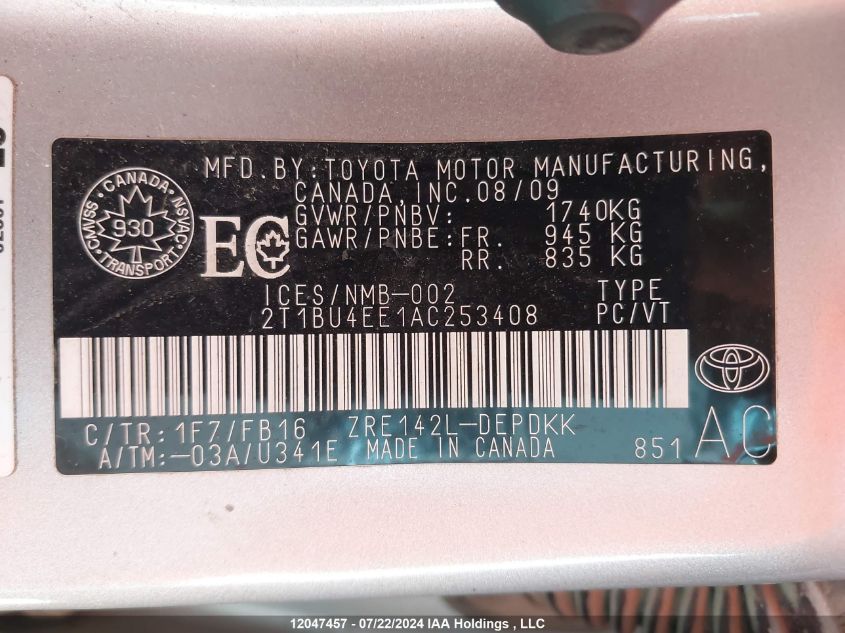 MFD.BY:TOYOTA MOTOR MANUFACTURING,
CANADA,INC.08/09
GVWR/PNBV: 1740KG
GAWR/PNBE:FR. 945 KG
RR. 835 KG
CANADA
CMVSS NSVAC
930
TRANSPORT
EC
ICES/NMB-002 TYPE
2T1BU4EE1AC253408 PC/VT
C/TR:1F7/FB16 ZRE142L-DEPDKK
A/TM:-03A/U341E MADE IN CANADA 851 AC
12047457 - 07/22/2024 IAA Holdings, LLC